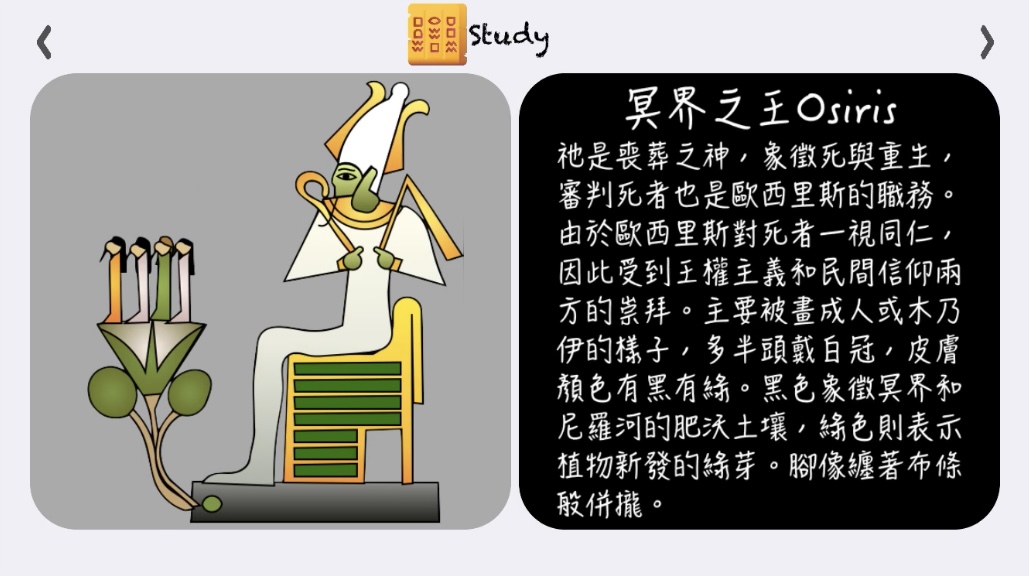 Study
冥界之王Osiris
祂是喪葬之神，象徵死與重生，
審判死者也是歐西里斯的職務。
由於歐西里斯對死者一視同仁，
因此受到王權主義和民間信仰兩
方的崇拜。主要被畫成人或木乃
伊的樣子，多半頭戴白冠，皮膚
顏色有黑有綠。黑色象徵冥界和
尼羅河的肥沃土壤，綠色則表示
植物新發的綠芽。腳像纏著布條
般併攏。